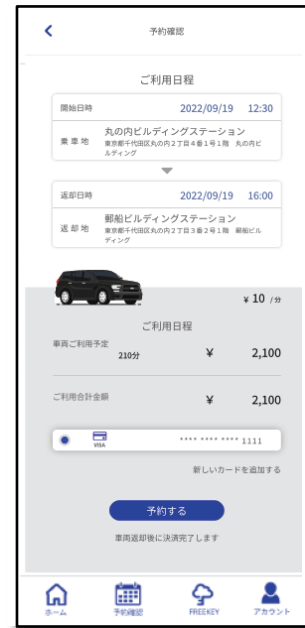 予約確認
ご利用日程
開始日時 2022/09/19 12:30
乗車地 丸の内ビルディングステーション
東京都千代田区丸の内2丁目4番1号1階 丸の内ビ
ルディング
返却日時 2022/09/19 16:00
返却地 郵船ビルディングステーション
東京都千代田区丸の内2丁目3番2号1階 郵船ビル
ディング
¥ 10 /分
ご利用日程
車両ご利用予定
210分 ¥ 2,100
ご利用合計金額 ¥ 2,100
VISA **** **** **** 1111
新しいカードを追加する
予約する
車両返却後に決済完了します
ホーム 予約確認 FREEKEY アカウント